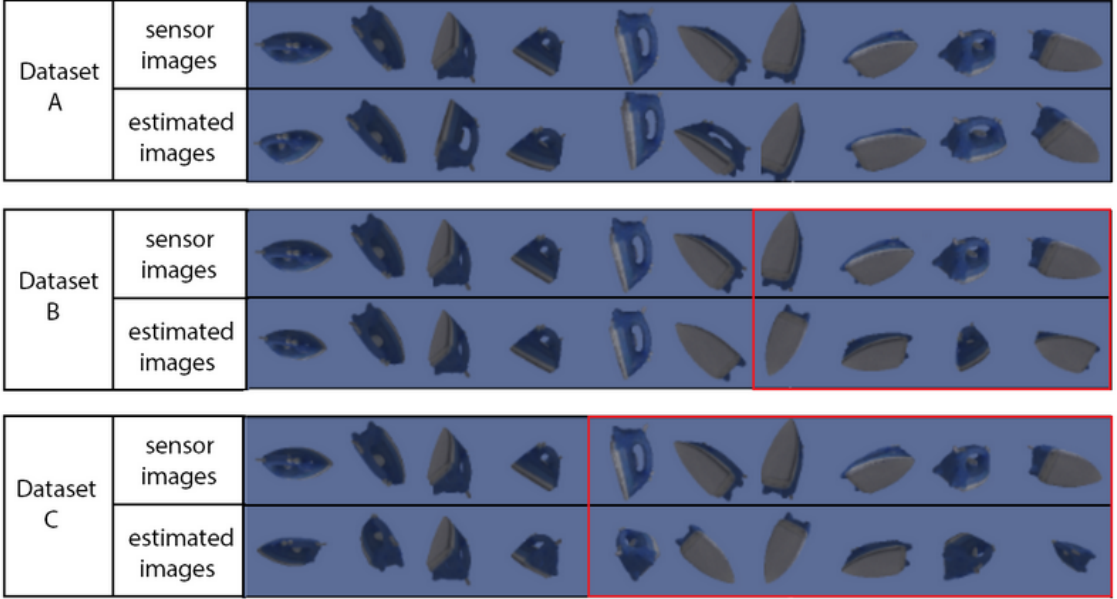 Dataset
A
sensor
images
estimated
images
Dataset
B
sensor
images
estimated
images
Dataset
C
sensor
images
estimated
images